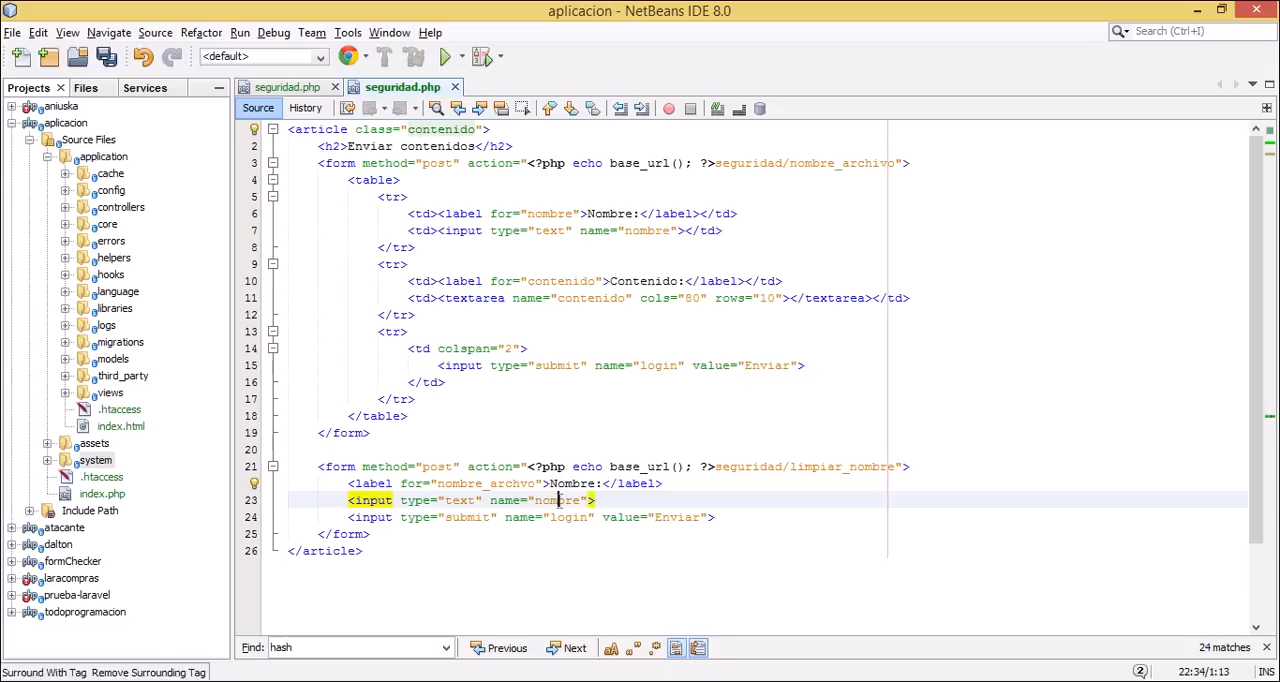 aplicacion - NetBeans IDE 8.0
File Edit View Navigate Source Refactor Run Debug Team Tools Window Help
Search (Ctrl+I)
<default>
Projects Files Services
seguridad.php seguridad.php
Source History
aniuska
aplicacion
Source Files
application
cache
config
controllers
core
errors
helpers
hooks
language
libraries
logs
migrations
models
third_party
views
.htaccess
index.html
assets
system
.htaccess
index.php
Include Path
atacante
dalton
formChecker
laracompras
prueba-laravel
todoprogramacion
<article class="contenido">
2 <h2>Enviar contenidos</h2>
3 <form method="post" action="<?php echo base_url(); ?>seguridad/nombre_archivo">
4 <table>
5 <tr>
6 <td><label for="nombre">Nombre:</label></td>
7 <td><input type="text" name="nombre"></td>
8 </tr>
9 <tr>
10 <td><label for="contenido">Contenido:</label></td>
11 <td><textarea name="contenido" cols="80" rows="10"></textarea></td>
12 </tr>
13 <tr>
14 <td colspan="2">
15 <input type="submit" name="login" value="Enviar">
16 </td>
17 </tr>
18 </table>
19 </form>
20
21 <form method="post" action="<?php echo base_url(); ?>seguridad/limpiar_nombre">
<label for="nombre_archvo">Nombre:</label>
23 <input type="text" name="nombre">
24 <input type="submit" name="login" value="Enviar">
25 </form>
26 </article>
Find: hash Previous Next 24 matches
Surround With Tag Remove Surrounding Tag 2 22:34/1:13 INS